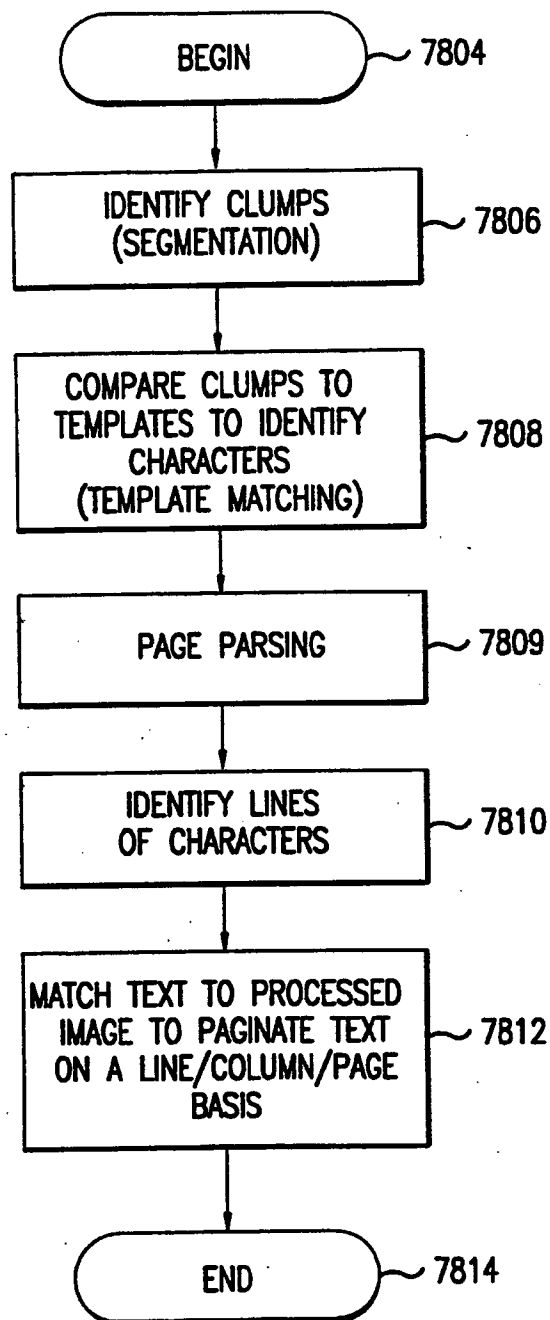 BEGIN 7804
IDENTIFY CLUMPS
(SEGMENTATION) 7806
COMPARE CLUMPS TO
TEMPLATES TO IDENTIFY
CHARACTERS
(TEMPLATE MATCHING) 7808
PAGE PARSING 7809
IDENTIFY LINES
OF CHARACTERS 7810
MATCH TEXT TO PROCESSED
IMAGE TO PAGINATE TEXT
ON A LINE/COLUMN/PAGE
BASIS 7812
END 7814